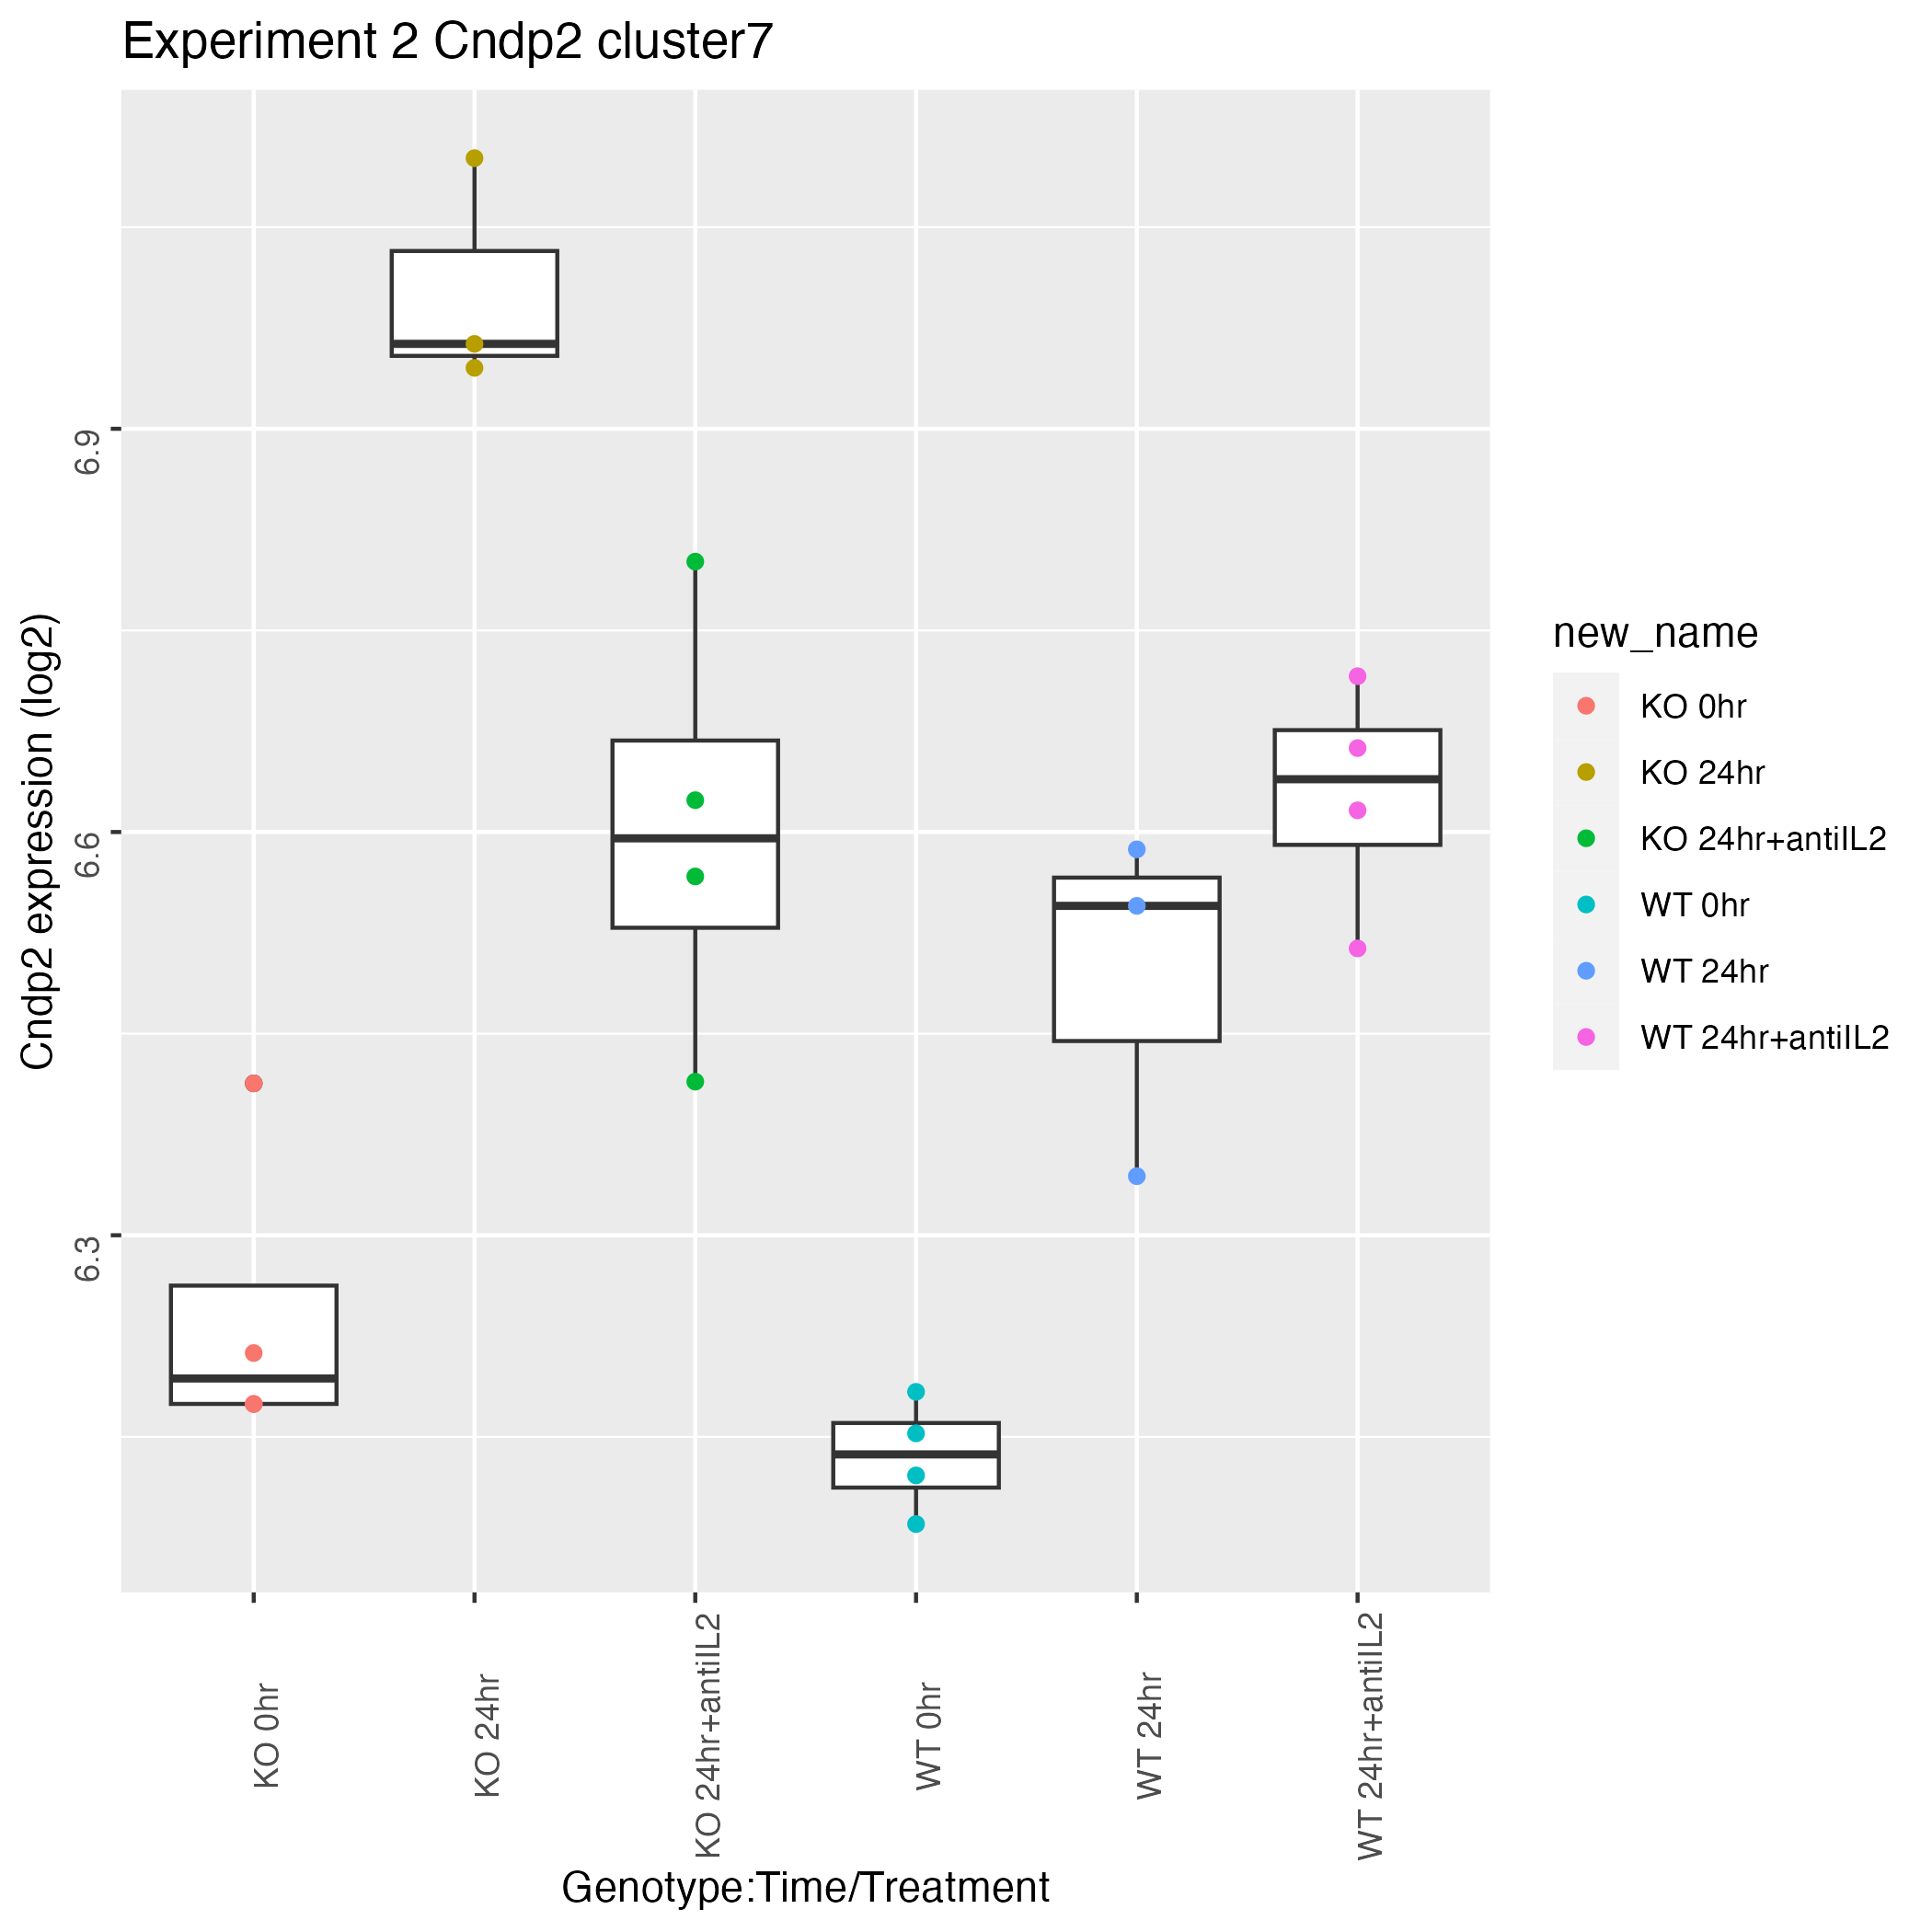 Experiment 2 Cndp2 cluster7
Cndp2 expression (log2)
6.9
6.6
6.3
KO 0hr
KO 24hr
KO 24hr+antiIL2
WT 0hr
WT 24hr
WT 24hr+antiIL2
Genotype:Time/Treatment
new_name
KO 0hr
KO 24hr
KO 24hr+antiIL2
WT 0hr
WT 24hr
WT 24hr+antiIL2